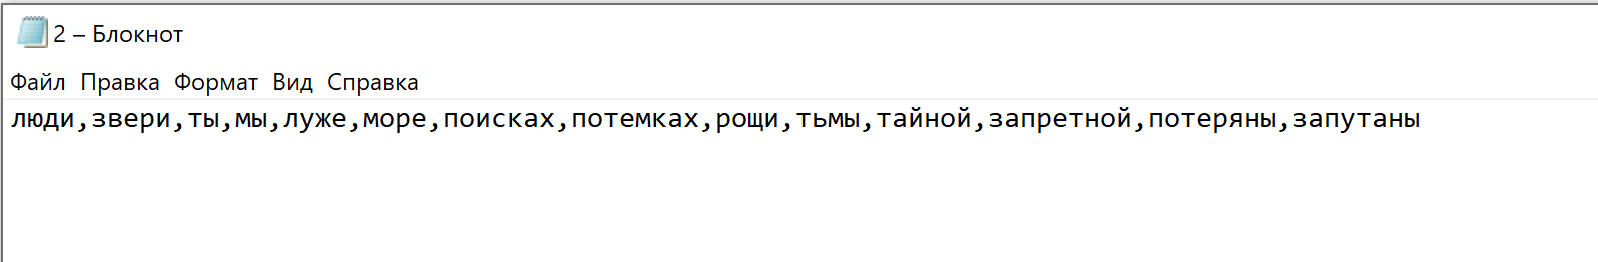 2 – Блокнот
Файл Правка Формат Вид Справка
люди,звери,ты,мы,луже,море,поисках,потемках,рощи,тьмы,тайной,запретной,потеряны,запутаны